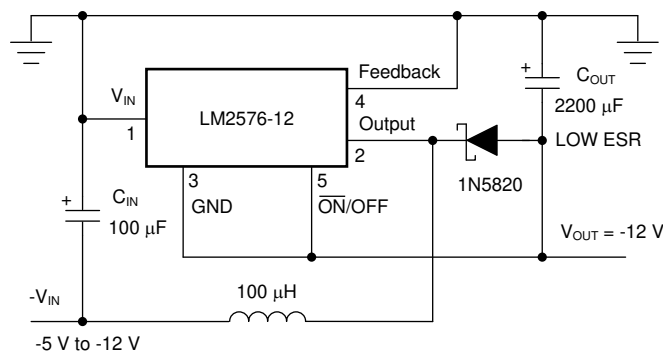 Feedback
4
C_OUT
2200 μF
V_IN
1
LM2576-12
Output
2
LOW ESR
1N5820
3
GND
5
O̅N̅/OFF
C_IN
100 μF
V_OUT = -12 V
-V_IN
100 μH
-5 V to -12 V
+
+